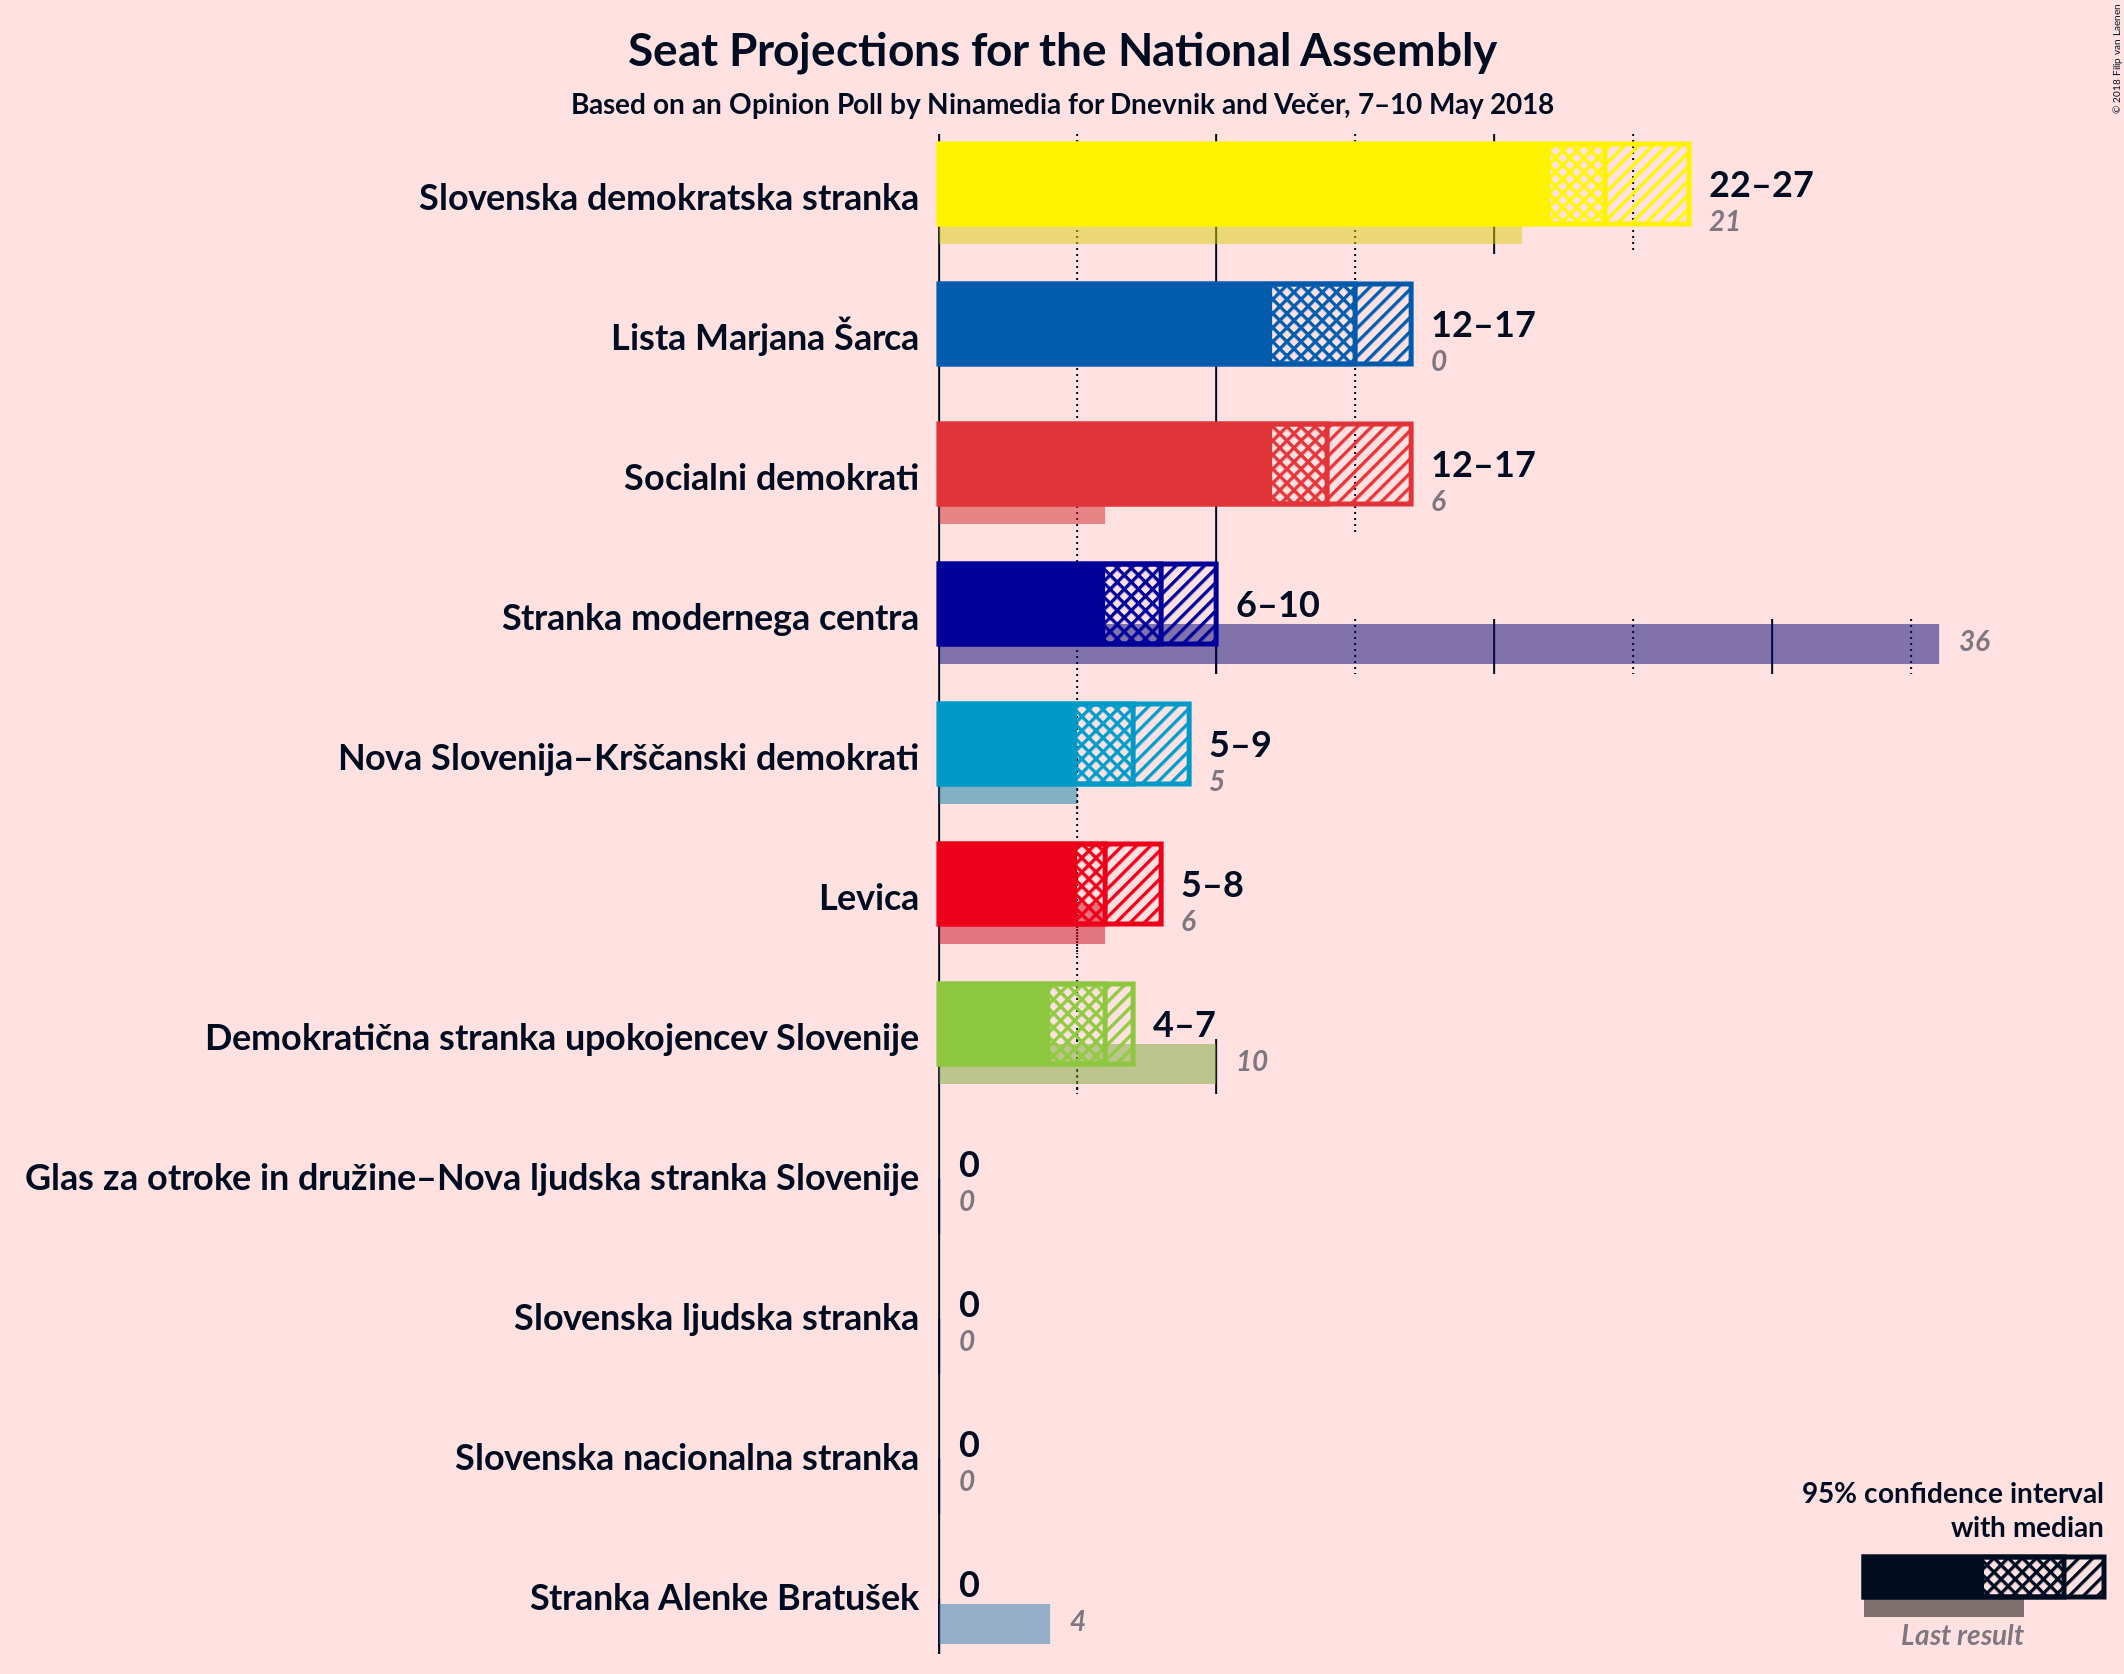 Seat Projections for the National Assembly
Based on an Opinion Poll by Ninamedia for Dnevnik and Večer, 7–10 May 2018
© 2018 Filip van Laenen
Slovenska demokratska stranka
22–27
21
Lista Marjana Šarca
12–17
0
Socialni demokrati
12–17
6
Stranka modernega centra
6–10
36
Nova Slovenija–Krščanski demokrati
5–9
5
Levica
5–8
6
Demokratična stranka upokojencev Slovenije
4–7
10
Glas za otroke in družine–Nova ljudska stranka Slovenije
0
0
Slovenska ljudska stranka
0
0
Slovenska nacionalna stranka
0
0
Stranka Alenke Bratušek
0
4
95% confidence interval
with median
Last result